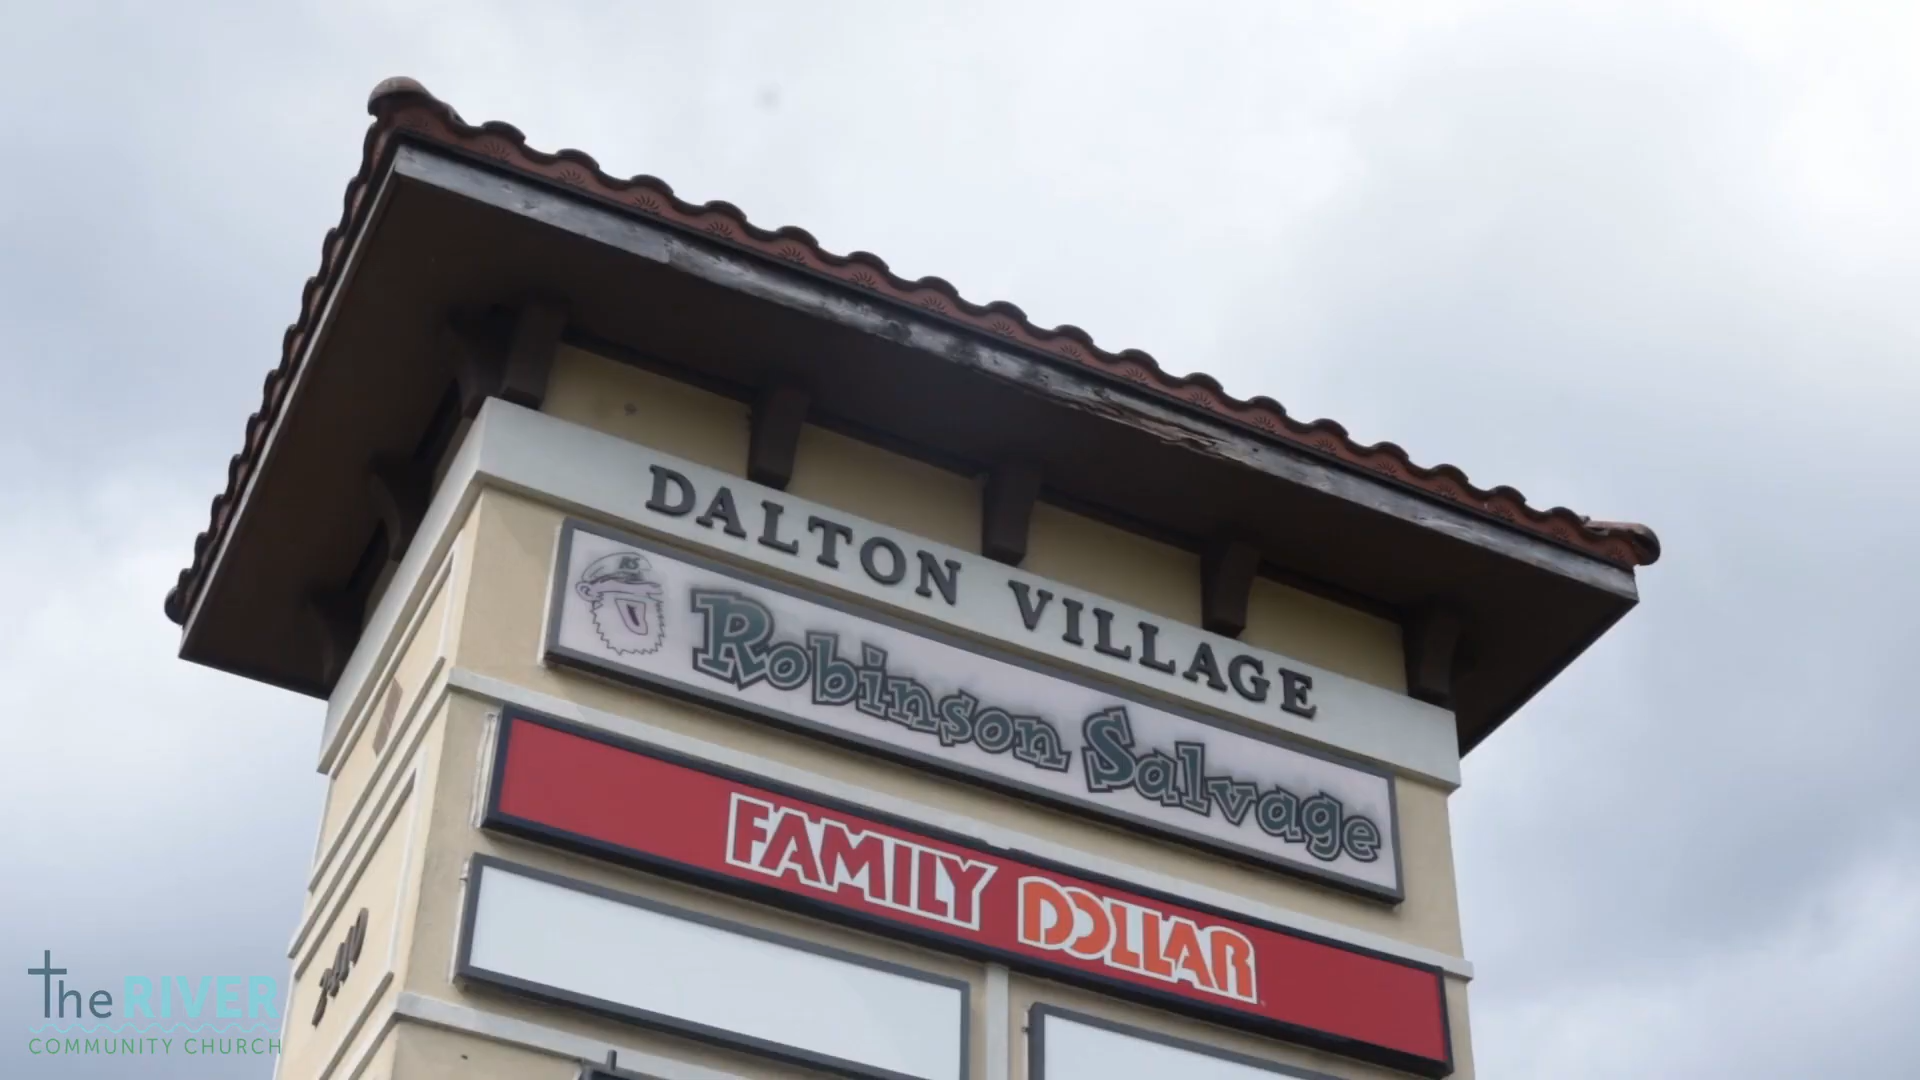 DALTON VILLAGE
RS
Robinson Salvage
FAMILY DOLLAR
the RIVER
COMMUNITY CHURCH